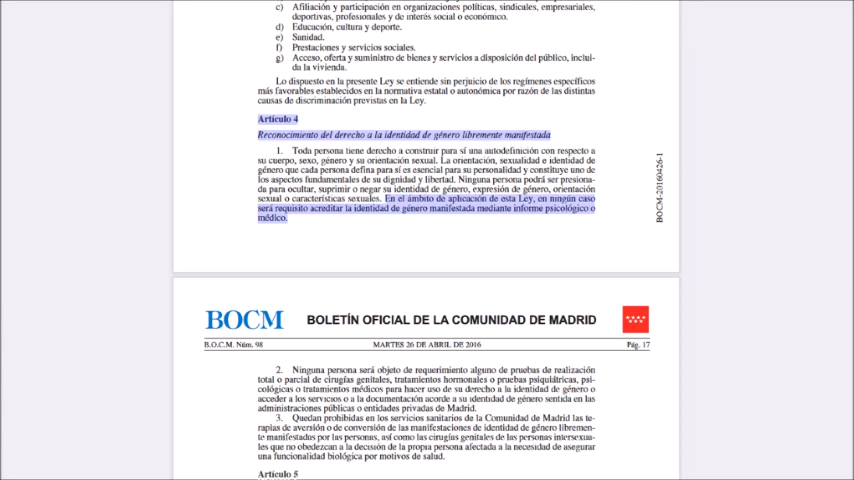 c) Afiliación y participación en organizaciones políticas, sindicales, empresariales,
deportivas, profesionales y de interés social o económico.
d) Educación, cultura y deporte.
e) Sanidad.
f) Prestaciones y servicios sociales.
g) Acceso, oferta y suministro de bienes y servicios a disposición del público, inclui-
da la vivienda.
Lo dispuesto en la presente Ley se entiende sin perjuicio de los regímenes específicos
más favorables establecidos en la normativa estatal o autonómica por razón de las distintas
causas de discriminación previstas en la Ley.
Artículo 4
Reconocimiento del derecho a la identidad de género libremente manifestada
1. Toda persona tiene derecho a construir para sí una autodefinición con respecto a
su cuerpo, sexo, género y su orientación sexual. La orientación, sexualidad e identidad de
género que cada persona defina para sí es esencial para su personalidad y constituye uno de
los aspectos fundamentales de su dignidad y libertad. Ninguna persona podrá ser presiona-
da para ocultar, suprimir o negar su identidad de género, expresión de género, orientación
sexual o características sexuales. En el ámbito de aplicación de esta Ley, en ningún caso
será requisito acreditar la identidad de género manifestada mediante informe psicológico o
médico.
BOCM-20160426-1
BOCM BOLETÍN OFICIAL DE LA COMUNIDAD DE MADRID
B.O.C.M. Núm. 98 MARTES 26 DE ABRIL DE 2016 Pág. 17
2. Ninguna persona será objeto de requerimiento alguno de pruebas de realización
total o parcial de cirugías genitales, tratamientos hormonales o pruebas psiquiátricas, psi-
cológicas o tratamientos médicos para hacer uso de su derecho a la identidad de género o
acceder a los servicios o a la documentación acorde a su identidad de género sentida en las
administraciones públicas o entidades privadas de Madrid.
3. Quedan prohibidas en los servicios sanitarios de la Comunidad de Madrid las te-
rapias de aversión o de conversión de las manifestaciones de identidad de género libremen-
te manifestadas por las personas, así como las cirugías genitales de las personas intersexua-
les que no obedezcan a la decisión de la propia persona afectada o a la necesidad de asegurar
una funcionalidad biológica por motivos de salud.
Artículo 5